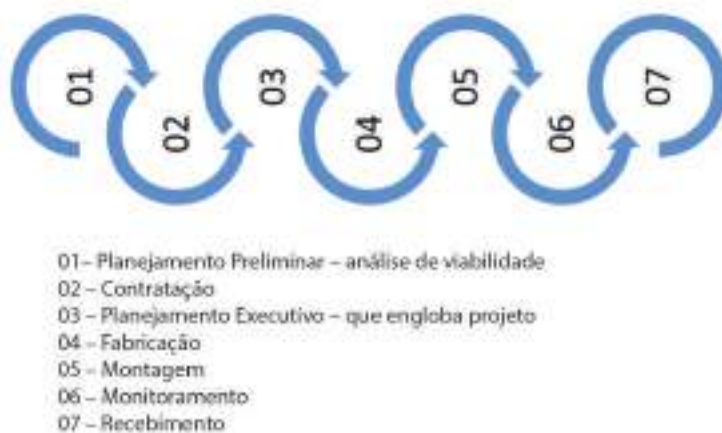 01
02
03
04
05
06
07
01 – Planejamento Preliminar – análise de viabilidade
02 – Contratação
03 – Planejamento Executivo – que engloba projeto
04 – Fabricação
05 – Montagem
06 – Monitoramento
07 – Recebimento